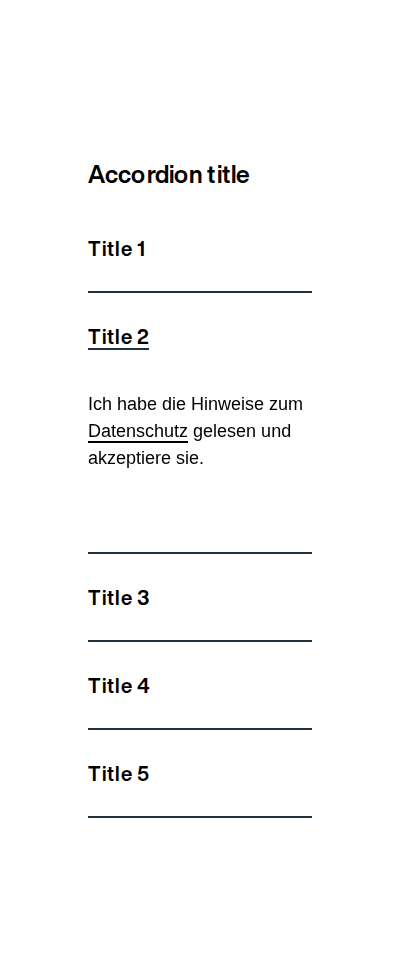 Accordion title
Title 1
Title 2
Ich habe die Hinweise zum
Datenschutz gelesen und
akzeptiere sie.
Title 3
Title 4
Title 5